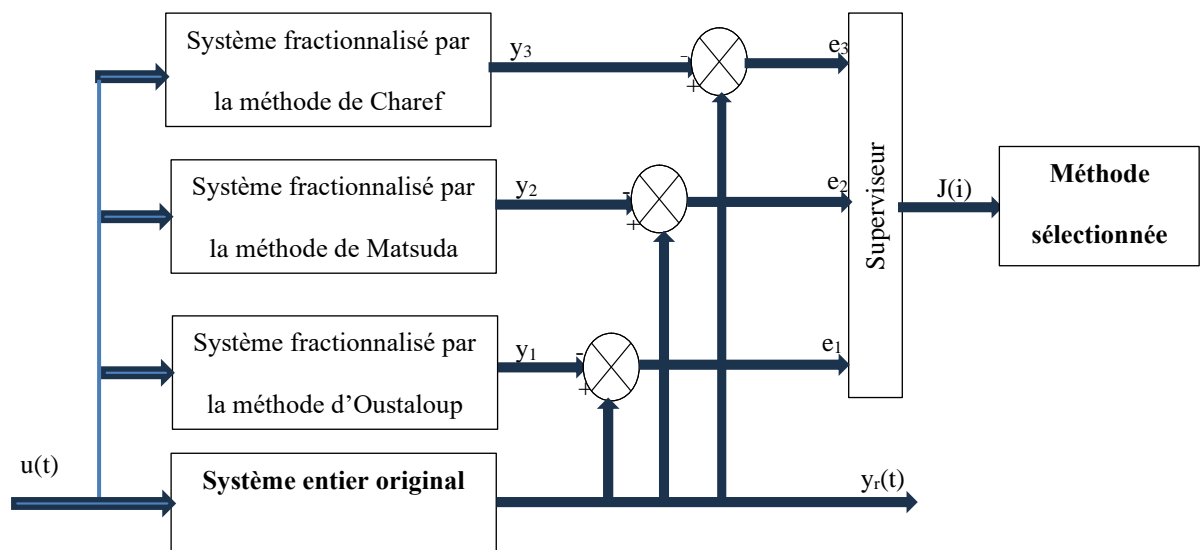 Système fractionnalisé par
la méthode de Charef
y3
-
+
e3
Système fractionnalisé par
la méthode de Matsuda
y2
-
+
e2
Superviseur
J(i)
Méthode
sélectionnée
Système fractionnalisé par
la méthode d’Oustaloup
y1
-
+
e1
u(t)
Système entier original
yr(t)